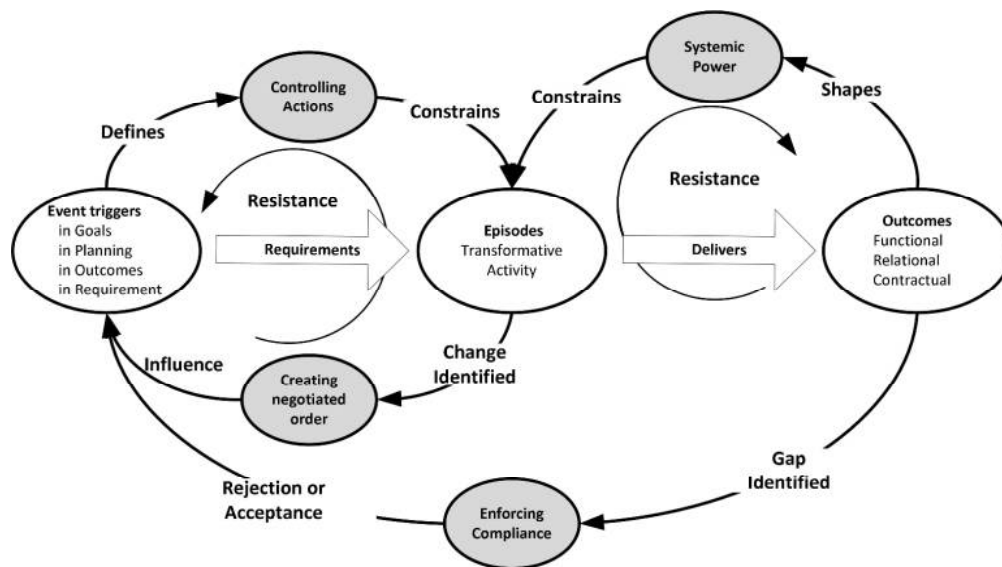 Systemic
Power
Controlling
Actions
Constrains
Constrains
Shapes
Defines
Resistance
Resistance
Event triggers
in Goals
in Planning
in Outcomes
in Requirement
Requirements
Episodes
Transformative
Activity
Delivers
Outcomes
Functional
Relational
Contractual
Influence
Creating
negotiated
order
Change
Identified
Rejection or
Acceptance
Enforcing
Compliance
Gap
Identified